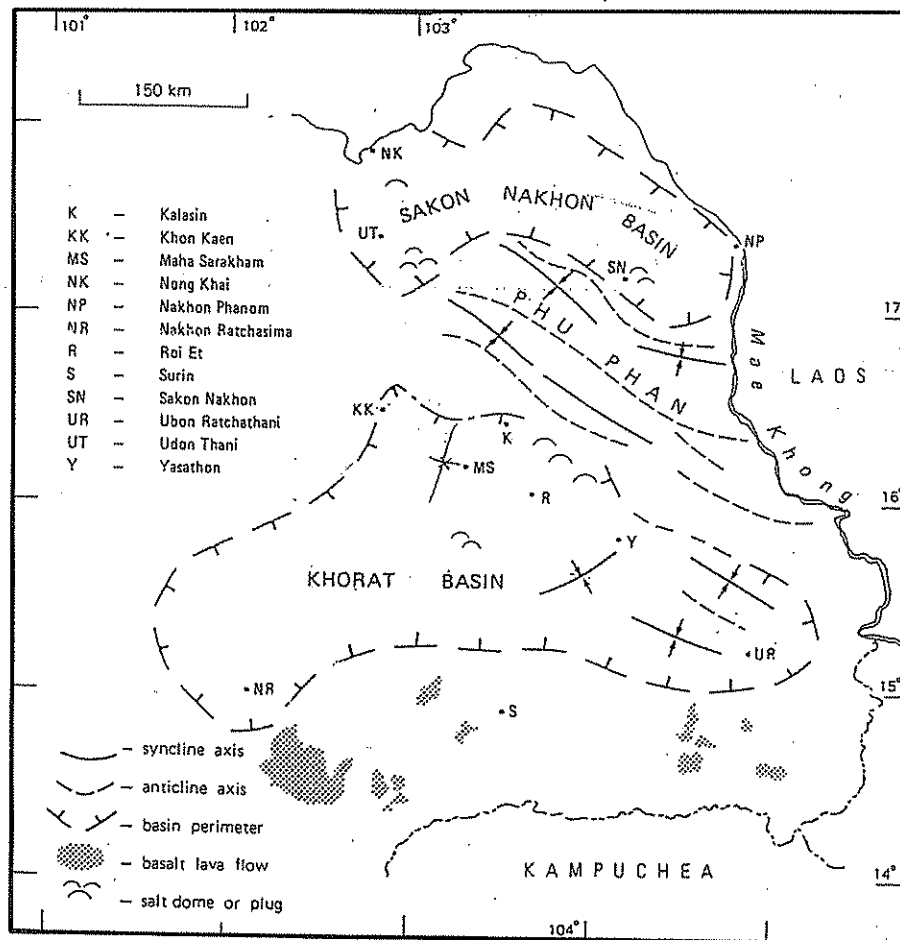 101° 102° 103°
150 km
NK
SAKON NAKHON BASIN
UT
NP
SN
K – Kalasin
KK – Khon Kaen
MS – Maha Sarakham
NK – Nong Khai
NP – Nakhon Phanom
NR – Nakhon Ratchasima
R – Roi Et
S – Surin
SN – Sakon Nakhon
UR – Ubon Ratchathani
UT – Udon Thani
Y – Yasathon
PHU PHAN
Mae Khong
17
LAOS
KK
K
MS
R
16°
Y
KHORAT BASIN
UR
NR
15°
S
– syncline axis
– anticline axis
– basin perimeter
– basalt lava flow
– salt dome or plug
KAMPUCHEA
14°
104°